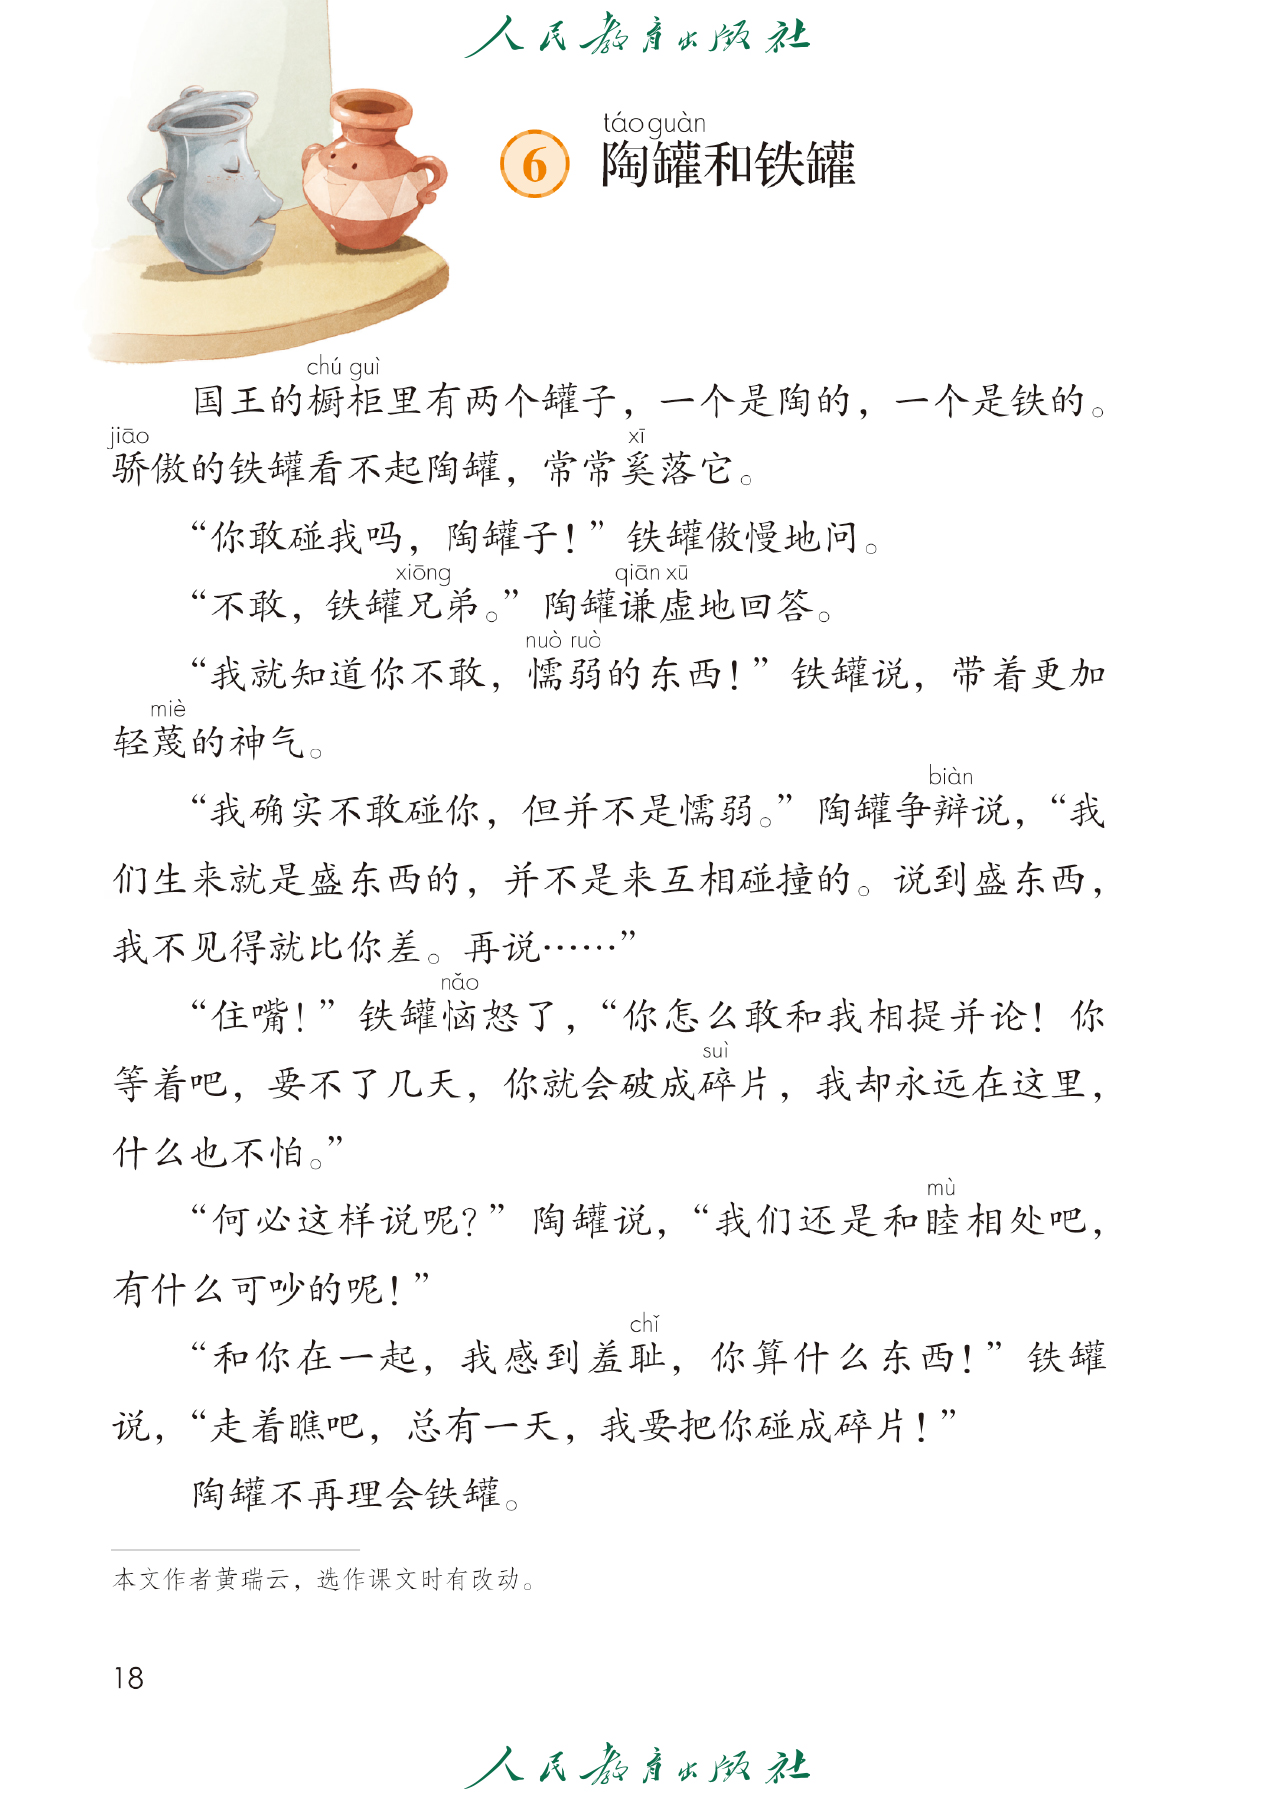 人民教育出版社
táo guàn
6 陶罐和铁罐
chú guì
国王的橱柜里有两个罐子，一个是陶的，一个是铁的。
jiāo xī
骄傲的铁罐看不起陶罐，常常奚落它。
“你敢碰我吗，陶罐子！”铁罐傲慢地问。
xiōng qiān xū
“不敢，铁罐兄弟。”陶罐谦虚地回答。
nuò ruò
“我就知道你不敢，懦弱的东西！”铁罐说，带着更加
miè
轻蔑的神气。
biàn
“我确实不敢碰你，但并不是懦弱。”陶罐争辩说，“我
们生来就是盛东西的，并不是来互相碰撞的。说到盛东西，
我不见得就比你差。再说……”
nǎo
“住嘴！”铁罐恼怒了，“你怎么敢和我相提并论！你
suì
等着吧，要不了几天，你就会破成碎片，我却永远在这里，
什么也不怕。”
mù
“何必这样说呢？”陶罐说，“我们还是和睦相处吧，
有什么可吵的呢！”
chǐ
“和你在一起，我感到羞耻，你算什么东西！”铁罐
说，“走着瞧吧，总有一天，我要把你碰成碎片！”
陶罐不再理会铁罐。
本文作者黄瑞云，选作课文时有改动。
18
人民教育出版社